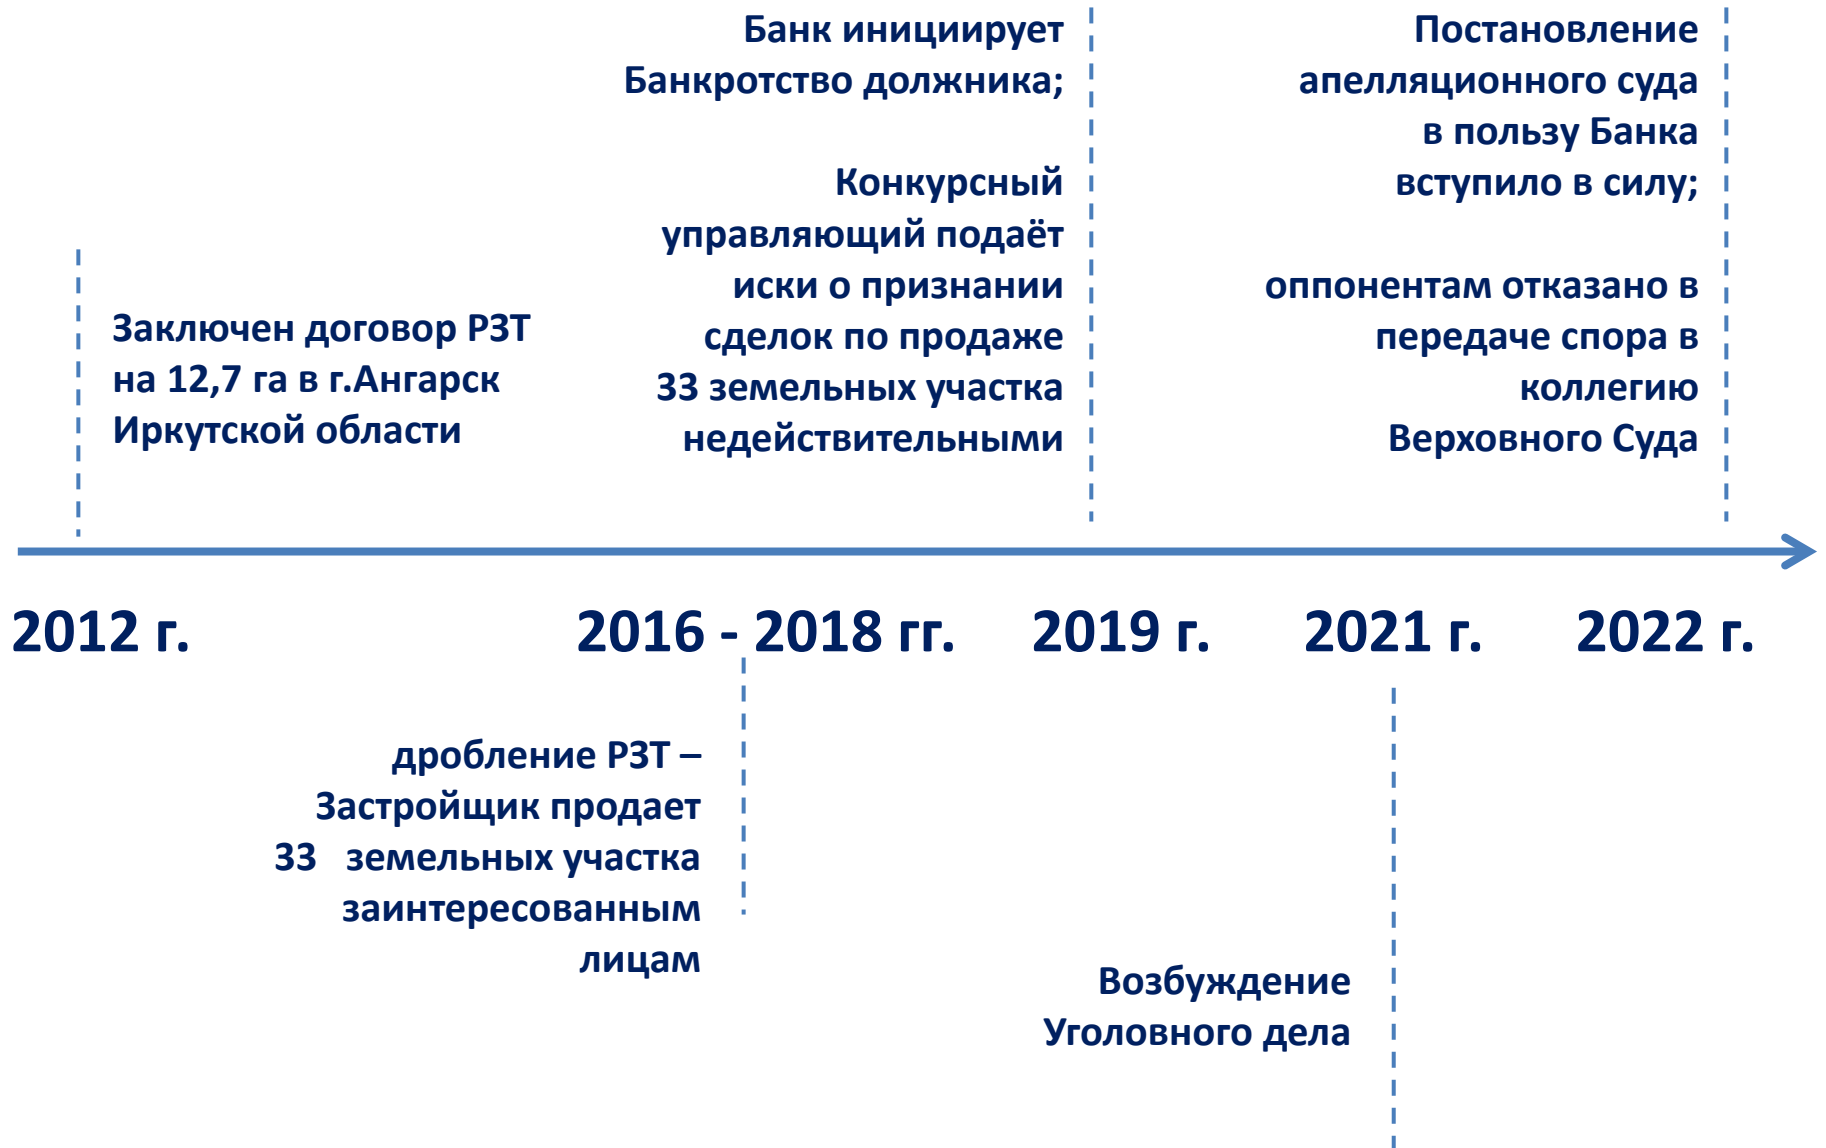 Банк инициирует
Банкротство должника;
Конкурсный
управляющий подаёт
иски о признании
сделок по продаже
33 земельных участка
недействительными
Постановление
апелляционного суда
в пользу Банка
вступило в силу;
оппонентам отказано в
передаче спора в
коллегию
Верховного Суда
Заключен договор РЗТ
на 12,7 га в г.Ангарск
Иркутской области
2012 г.
2016 - 2018 гг.
2019 г.
2021 г.
2022 г.
дробление РЗТ –
Застройщик продает
33 земельных участка
заинтересованным
лицам
Возбуждение
Уголовного дела